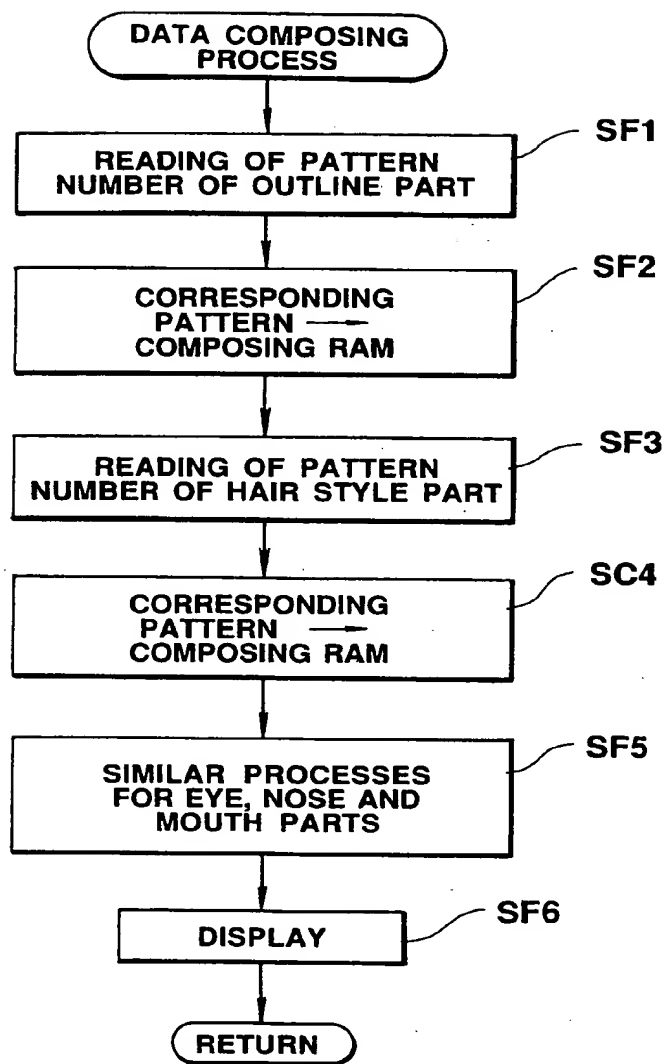 DATA COMPOSING
PROCESS
SF1
READING OF PATTERN
NUMBER OF OUTLINE PART
SF2
CORRESPONDING
PATTERN →
COMPOSING RAM
SF3
READING OF PATTERN
NUMBER OF HAIR STYLE PART
SC4
CORRESPONDING
PATTERN →
COMPOSING RAM
SF5
SIMILAR PROCESSES
FOR EYE, NOSE AND
MOUTH PARTS
SF6
DISPLAY
RETURN